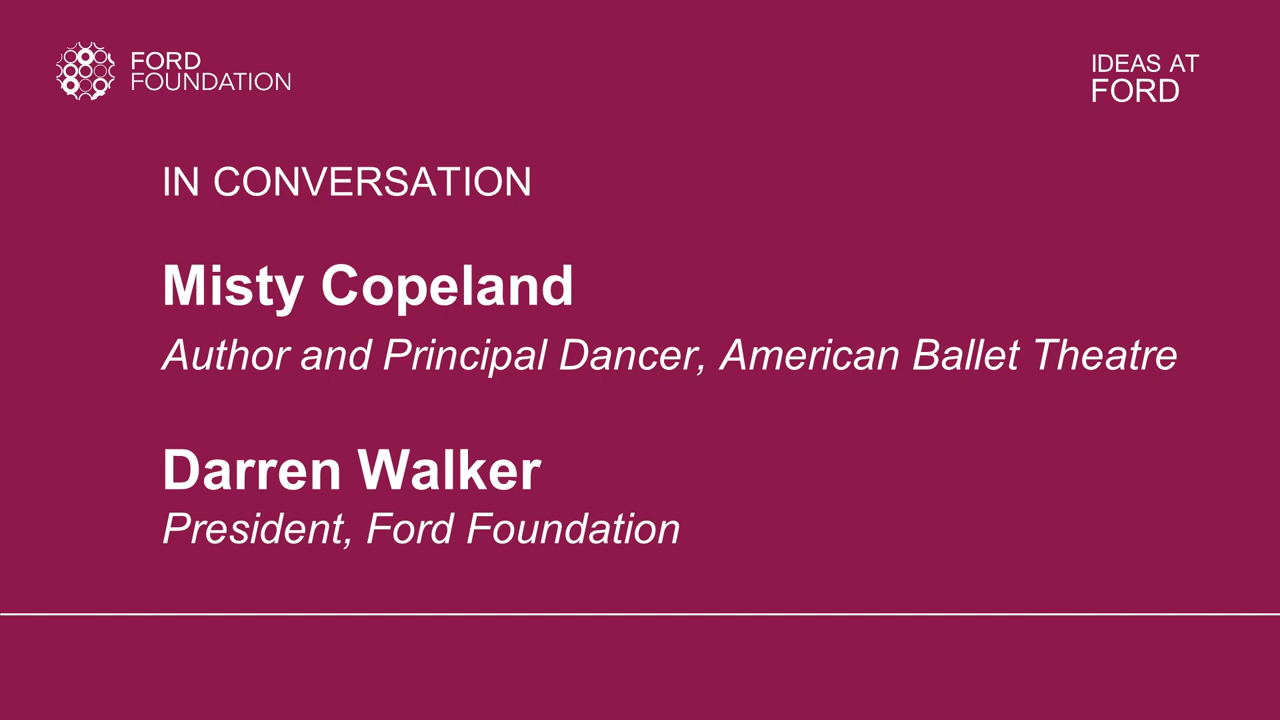 FORD
FOUNDATION
IDEAS AT
FORD
IN CONVERSATION
Misty Copeland
Author and Principal Dancer, American Ballet Theatre
Darren Walker
President, Ford Foundation